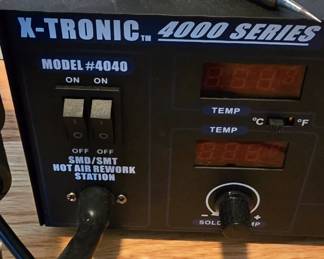 X-TRONIC™ 4000 SERIES
MODEL #4040
ON ON
OFF OFF
SMD/SMT
HOT AIR REWORK
STATION
TEMP
°C °F
TEMP
- +